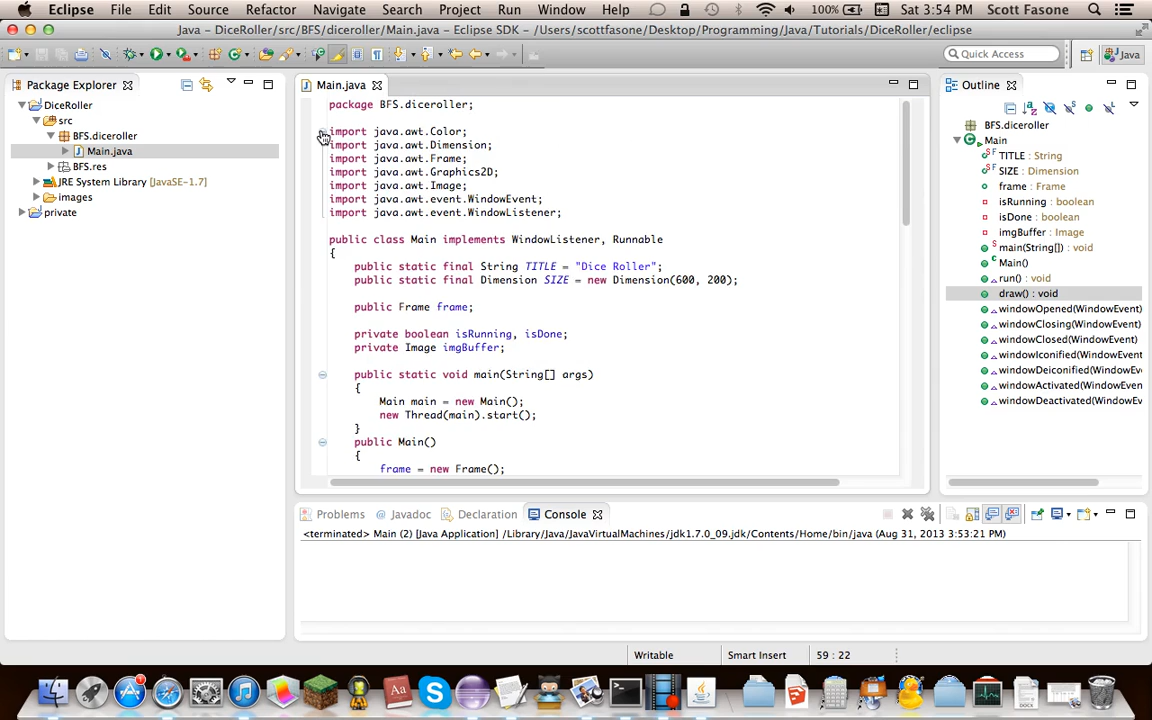 Eclipse File Edit Source Refactor Navigate Search Project Run Window Help 100% Sat 3:54 PM Scott Fasone
Java – DiceRoller/src/BFS/diceroller/Main.java – Eclipse SDK – /Users/scottfasone/Desktop/Programming/Java/Tutorials/DiceRoller/eclipse
Quick Access Java
Package Explorer
DiceRoller
src
BFS.diceroller
Main.java
BFS.res
JRE System Library [JavaSE-1.7]
images
private
Main.java
package BFS.diceroller;
import java.awt.Color;
import java.awt.Dimension;
import java.awt.Frame;
import java.awt.Graphics2D;
import java.awt.Image;
import java.awt.event.WindowEvent;
import java.awt.event.WindowListener;
public class Main implements WindowListener, Runnable
{
public static final String TITLE = "Dice Roller";
public static final Dimension SIZE = new Dimension(600, 200);
public Frame frame;
private boolean isRunning, isDone;
private Image imgBuffer;
public static void main(String[] args)
{
Main main = new Main();
new Thread(main).start();
}
public Main()
{
frame = new Frame();
Outline
BFS.diceroller
Main
TITLE : String
SIZE : Dimension
frame : Frame
isRunning : boolean
isDone : boolean
imgBuffer : Image
main(String[]) : void
Main()
run() : void
draw() : void
windowOpened(WindowEvent)
windowClosing(WindowEvent)
windowClosed(WindowEvent)
windowIconified(WindowEvent
windowDeiconified(WindowEve
windowActivated(WindowEven
windowDeactivated(WindowEv
Problems Javadoc Declaration Console
<terminated> Main (2) [Java Application] /Library/Java/JavaVirtualMachines/jdk1.7.0_09.jdk/Contents/Home/bin/java (Aug 31, 2013 3:53:21 PM)
Writable Smart Insert 59 : 22